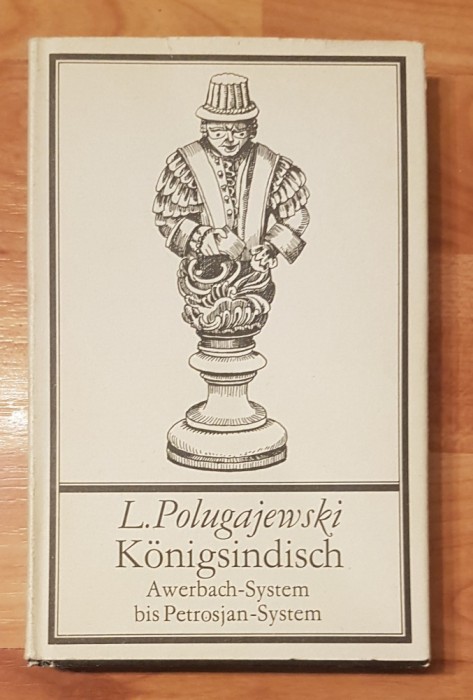 L. Polugajewski
Königsindisch
Awerbach-System
bis Petrosjan-System